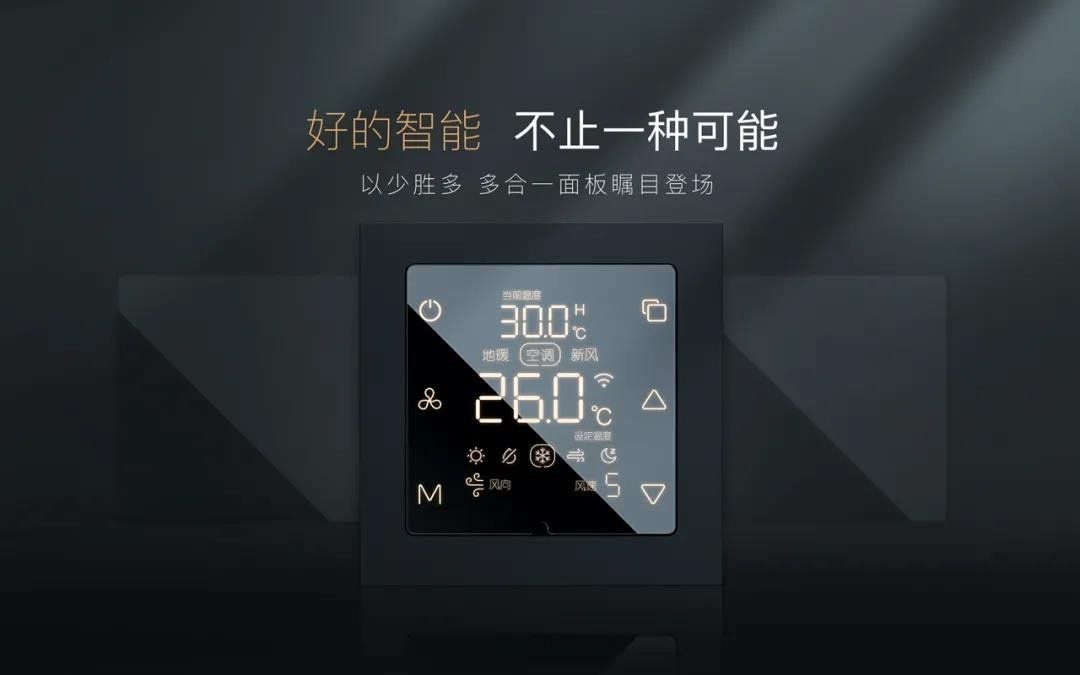 好的智能 不止一种可能
以少胜多 多合一面板瞩目登场
当前温度
30.0 H ℃
地暖 空调 新风
26.0 ℃
设定温度
风向 风速 5
M